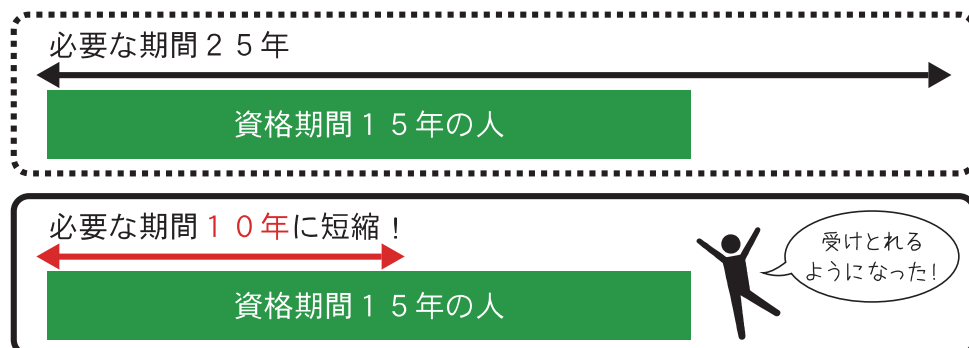 必要な期間２５年
資格期間１５年の人
必要な期間１０年に短縮！
受けとれる
ようになった！
資格期間１５年の人